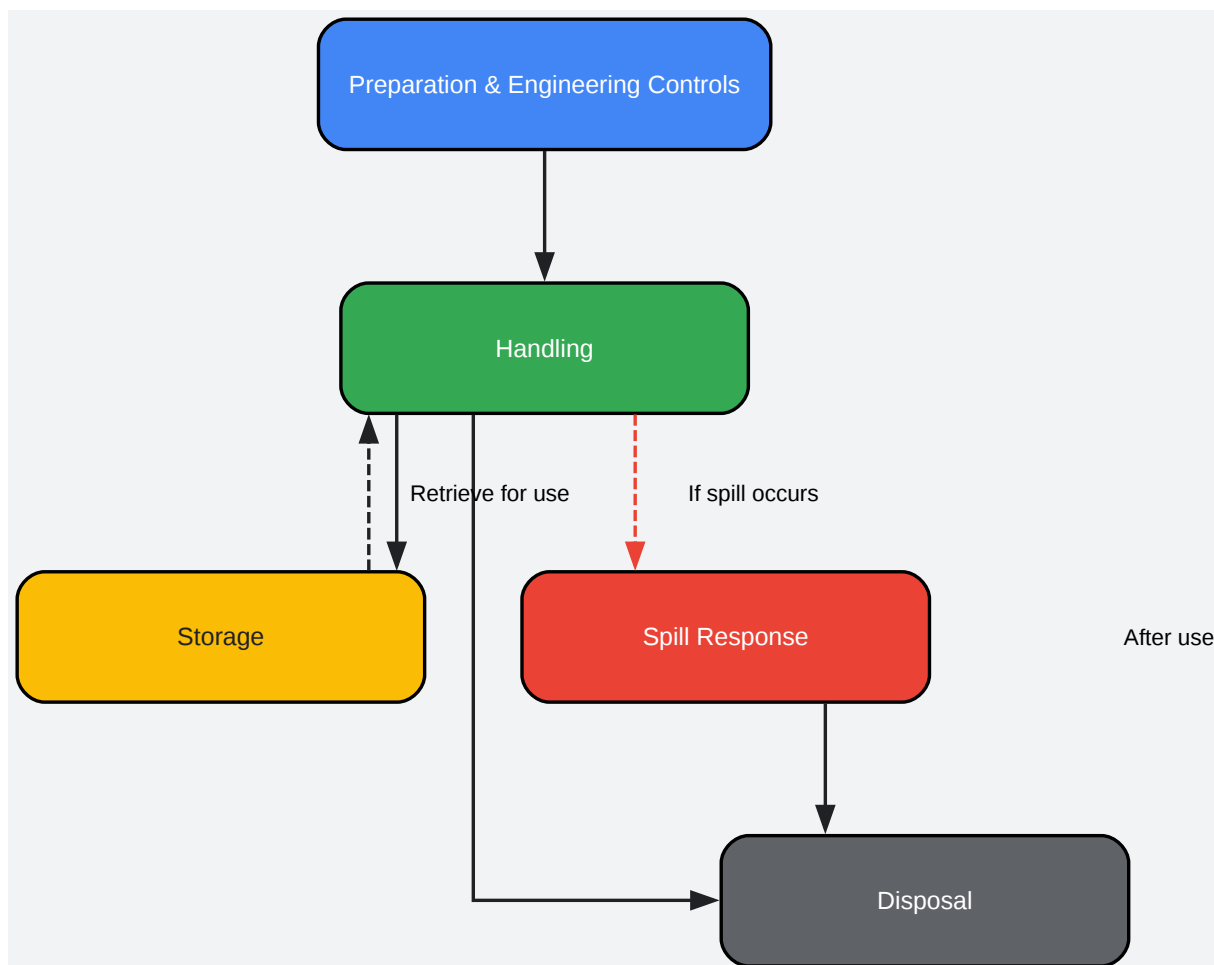 Preparation & Engineering Controls
Handling
Retrieve for use
If spill occurs
Storage
Spill Response
After use
Disposal